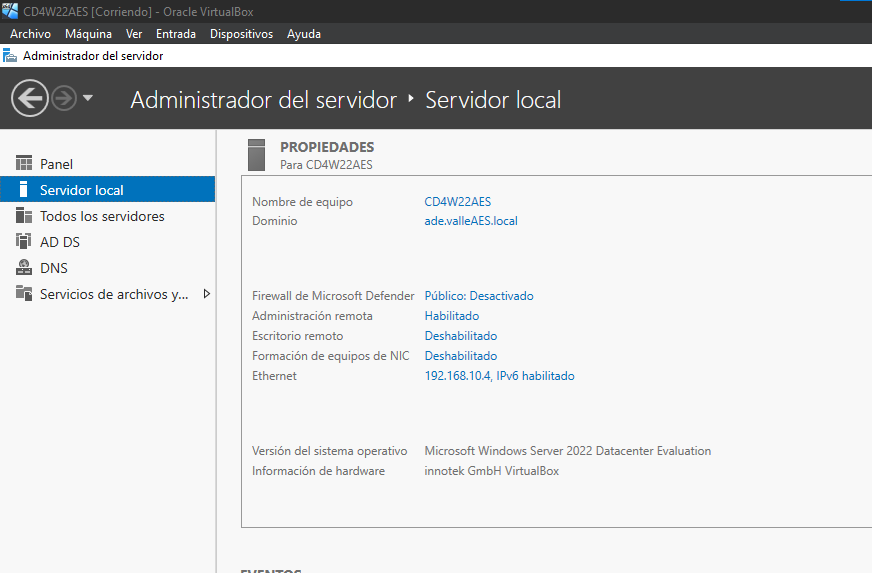 CD4W22AES [Corriendo] - Oracle VirtualBox
Archivo Máquina Ver Entrada Dispositivos Ayuda
Administrador del servidor
Administrador del servidor Servidor local
Panel
Servidor local
Todos los servidores
AD DS
DNS
Servicios de archivos y...
PROPIEDADES
Para CD4W22AES
Nombre de equipo CD4W22AES
Dominio ade.valleAES.local
Firewall de Microsoft Defender Público: Desactivado
Administración remota Habilitado
Escritorio remoto Deshabilitado
Formación de equipos de NIC Deshabilitado
Ethernet 192.168.10.4, IPv6 habilitado
Versión del sistema operativo Microsoft Windows Server 2022 Datacenter Evaluation
Información de hardware innotek GmbH VirtualBox
EVENTOS